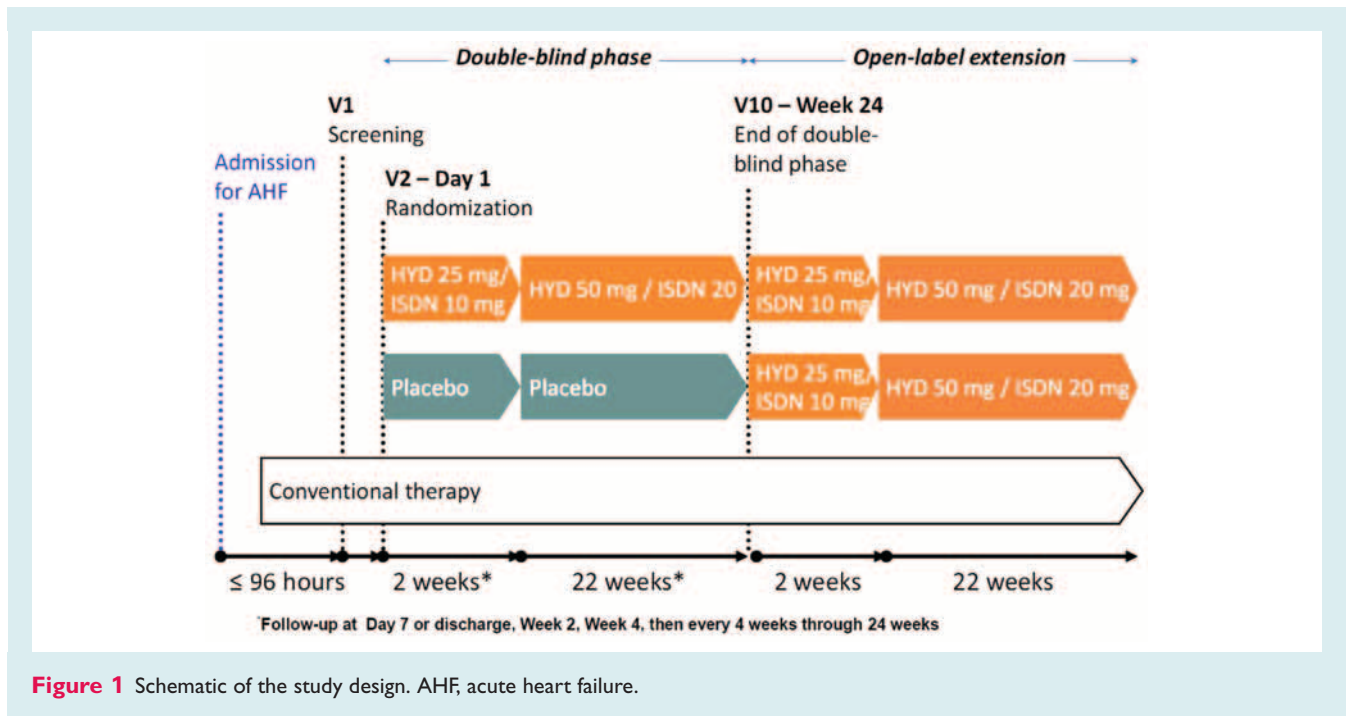 Double-blind phase
Open-label extension
V1
Screening
V10 – Week 24
End of double-
blind phase
Admission
for AHF
V2 – Day 1
Randomization
HYD 25 mg/
ISDN 10 mg
HYD 50 mg / ISDN 20
HYD 25 mg/
ISDN 10 mg
HYD 50 mg / ISDN 20 mg
Placebo
Placebo
HYD 25 mg/
ISDN 10 mg
HYD 50 mg / ISDN 20 mg
Conventional therapy
≤ 96 hours
2 weeks*
22 weeks*
2 weeks
22 weeks
*Follow-up at Day 7 or discharge, Week 2, Week 4, then every 4 weeks through 24 weeks
Figure 1 Schematic of the study design. AHF, acute heart failure.